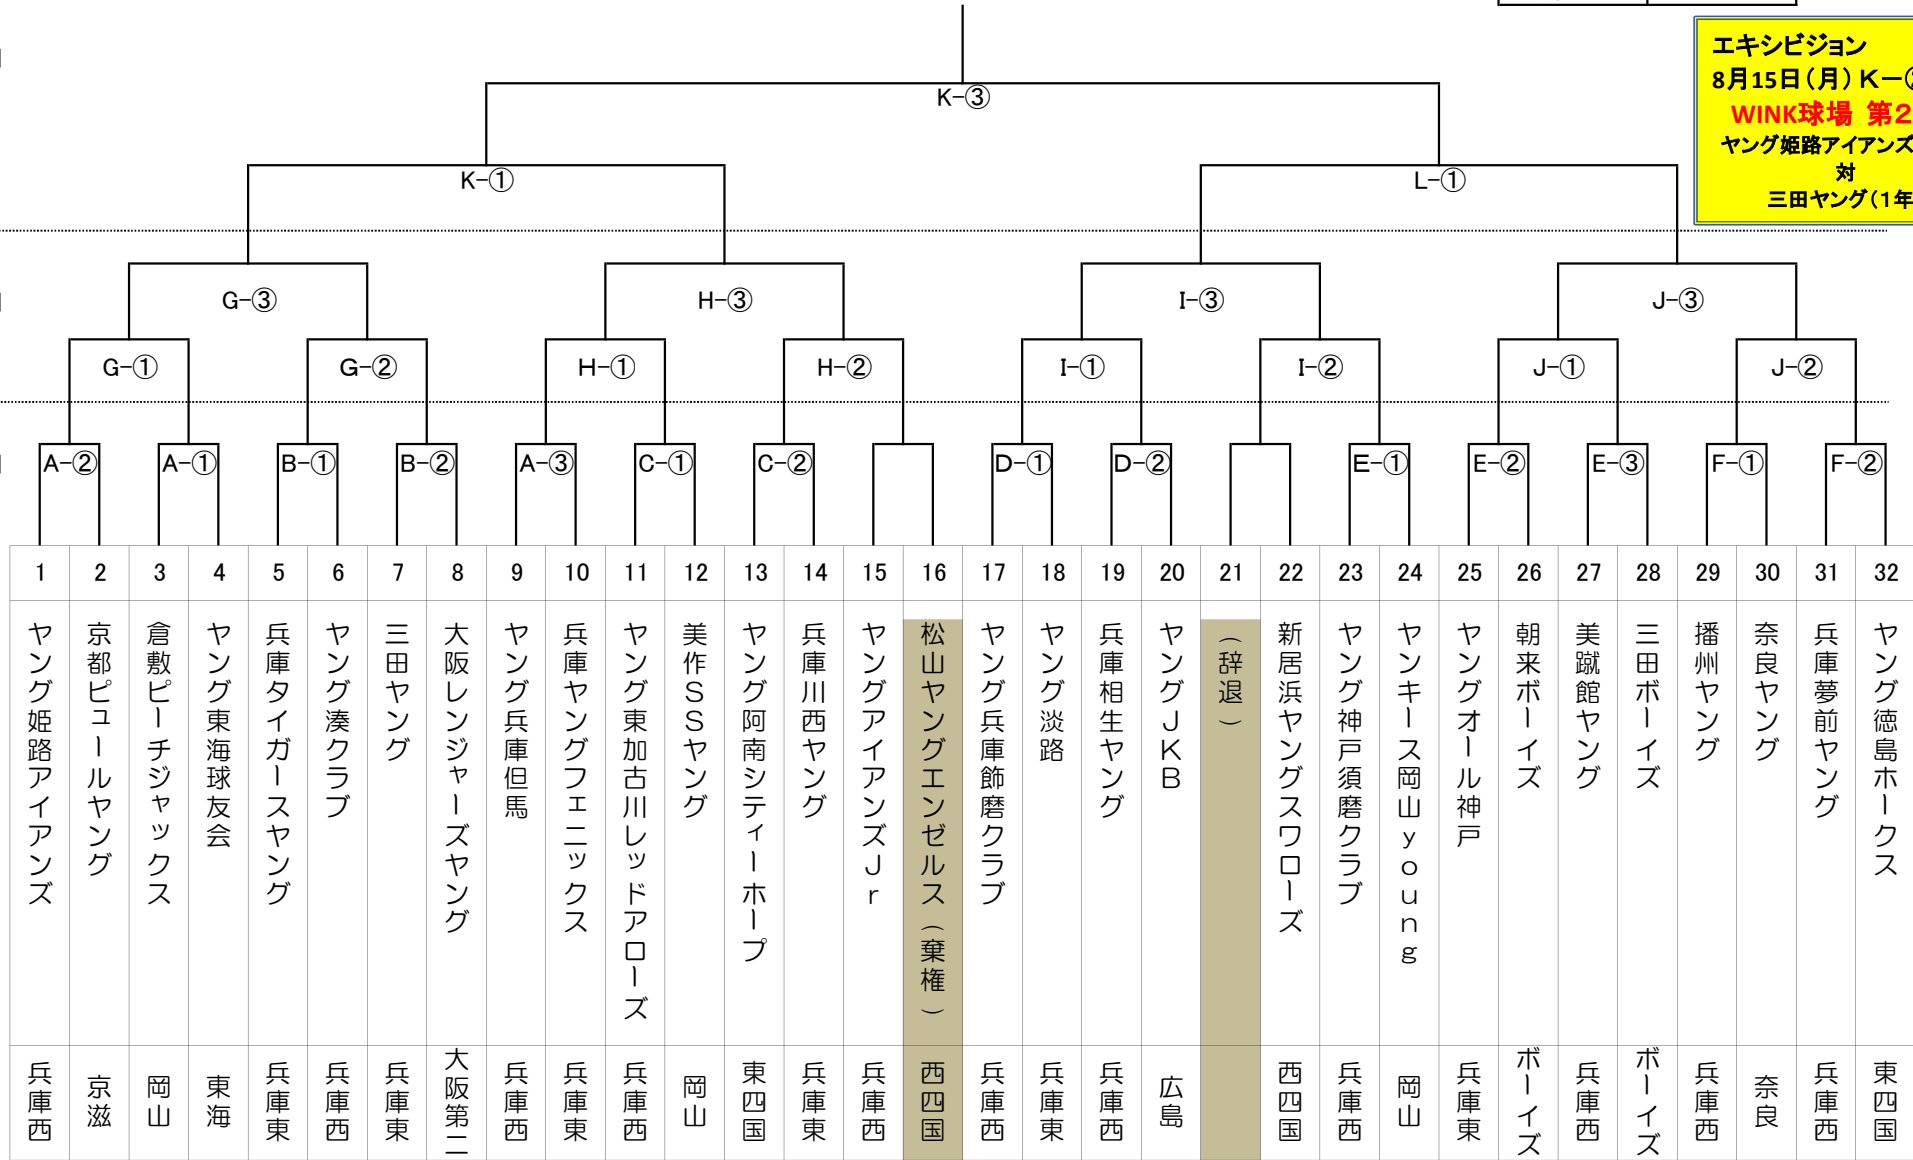 エキシビジョン
8月15日(月) K-②
WINK球場 第2
ヤング姫路アイアンズ
対
三田ヤング(1年
K-③
K-①
L-①
G-③
H-③
I-③
J-③
G-①
G-②
H-①
H-②
I-①
I-②
J-①
J-②
A-②
A-①
B-①
B-②
A-③
C-①
C-②
D-①
D-②
E-①
E-②
E-③
F-①
F-②
1
2
3
4
5
6
7
8
9
10
11
12
13
14
15
16
17
18
19
20
21
22
23
24
25
26
27
28
29
30
31
32
ヤング姫路アイアンズ
京都ピュールヤング
倉敷ピーチジャックス
ヤング東海球友会
兵庫タイガースヤング
ヤング湊クラブ
三田ヤング
大阪レンジャーズヤング
ヤング兵庫但馬
兵庫ヤングフェニックス
ヤング東加古川レッドアローズ
美作SSヤング
ヤング阿南シティーホープ
兵庫川西ヤング
ヤングアイアンズJr
松山ヤングエンゼルス(棄権)
ヤング兵庫飾磨クラブ
ヤング淡路
兵庫相生ヤング
ヤングJKB
(辞退)
新居浜ヤングスワローズ
ヤング神戸須磨クラブ
ヤンキース岡山young
ヤングオール神戸
朝来ボーイズ
美蹴館ヤング
三田ボーイズ
播州ヤング
奈良ヤング
兵庫夢前ヤング
ヤング徳島ホークス
兵庫西
京滋
岡山
東海
兵庫東
兵庫西
兵庫東
大阪第二
兵庫西
兵庫東
兵庫西
岡山
東四国
兵庫東
兵庫西
西四国
兵庫西
兵庫東
兵庫西
広島
西四国
兵庫西
岡山
兵庫東
ボーイズ
兵庫西
ボーイズ
兵庫西
奈良
兵庫西
東四国